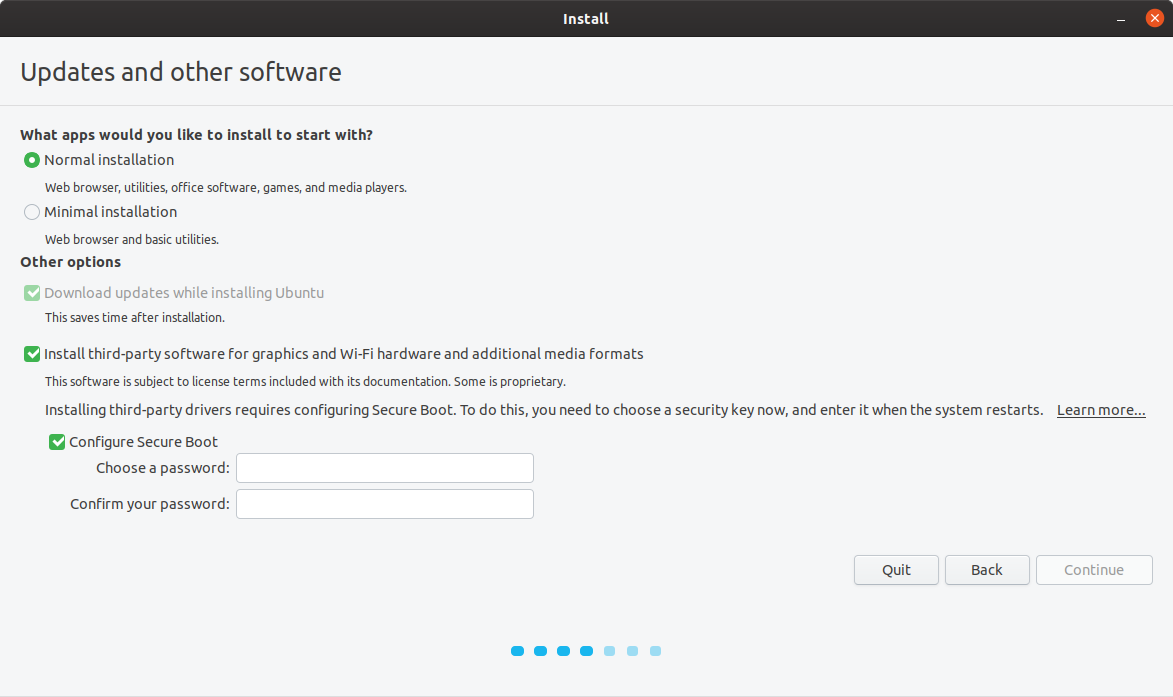 Install
Updates and other software
What apps would you like to install to start with?
Normal installation
Web browser, utilities, office software, games, and media players.
Minimal installation
Web browser and basic utilities.
Other options
Download updates while installing Ubuntu
This saves time after installation.
Install third-party software for graphics and Wi-Fi hardware and additional media formats
This software is subject to license terms included with its documentation. Some is proprietary.
Installing third-party drivers requires configuring Secure Boot. To do this, you need to choose a security key now, and enter it when the system restarts. Learn more...
Configure Secure Boot
Choose a password:
Confirm your password:
Quit Back Continue